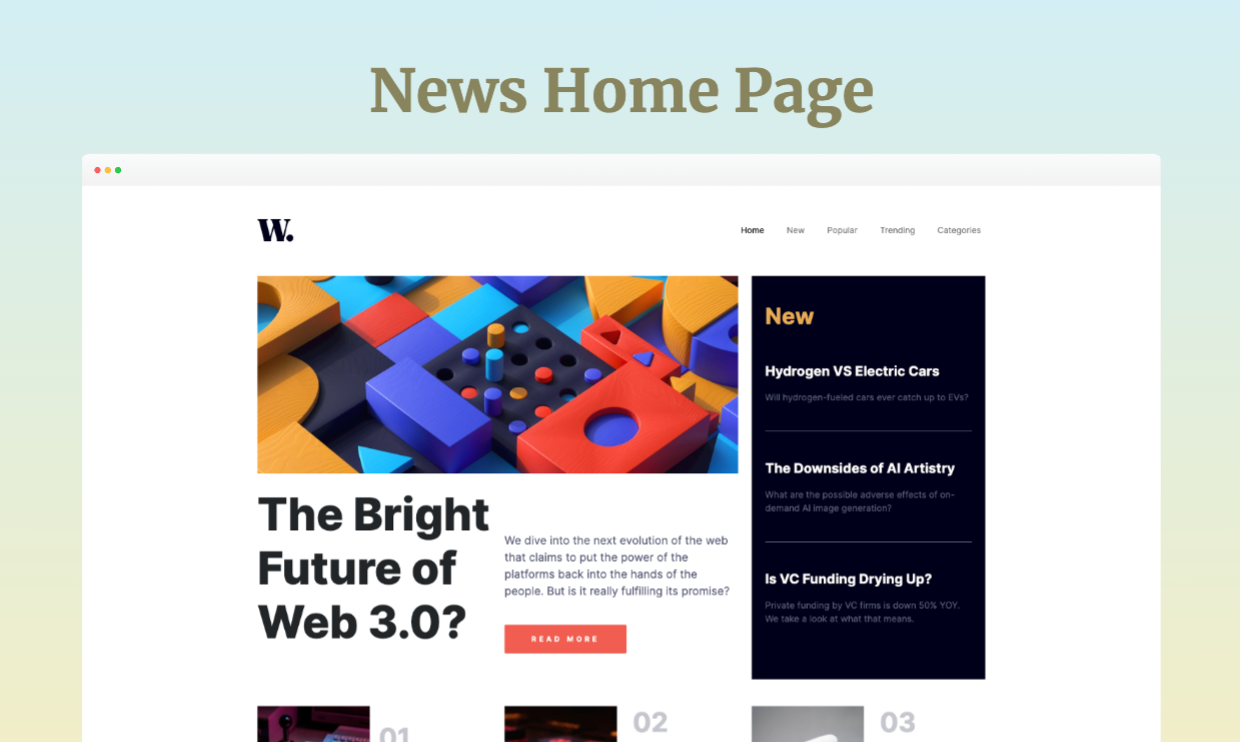 News Home Page
W.
Home New Popular Trending Categories
The Bright
Future of
Web 3.0?
We dive into the next evolution of the web
that claims to put the power of the
platforms back into the hands of the
people. But is it really fulfilling its promise?
READ MORE
New
Hydrogen VS Electric Cars
Will hydrogen-fueled cars ever catch up to EVs?
The Downsides of AI Artistry
What are the possible adverse effects of on-
demand AI image generation?
Is VC Funding Drying Up?
Private funding by VC firms is down 50% YOY.
We take a look at what that means.
01
02
03